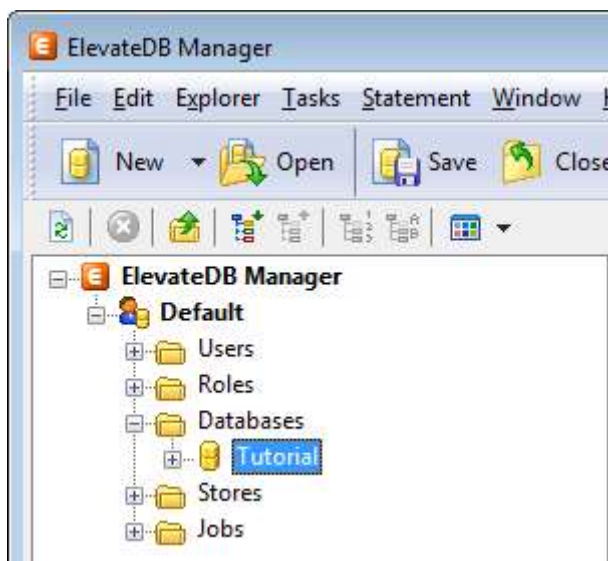 ElevateDB Manager
File Edit Explorer Tasks Statement Window
New Open Save Close
ElevateDB Manager
Default
Users
Roles
Databases
Tutorial
Stores
Jobs